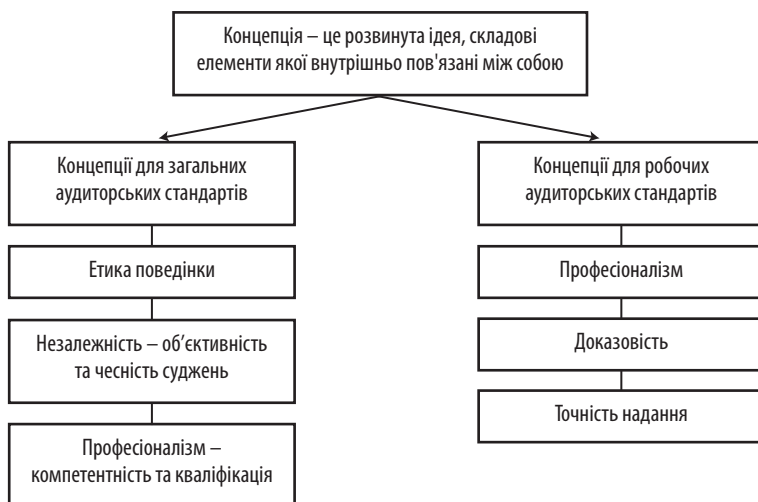 Концепція – це розвинута ідея, складові
елементи якої внутрішньо пов'язані між собою
Концепції для загальних
аудиторських стандартів
Етика поведінки
Незалежність – об’єктивність
та чесність суджень
Професіоналізм –
компетентність та кваліфікація
Концепції для робочих
аудиторських стандартів
Професіоналізм
Доказовість
Точність надання